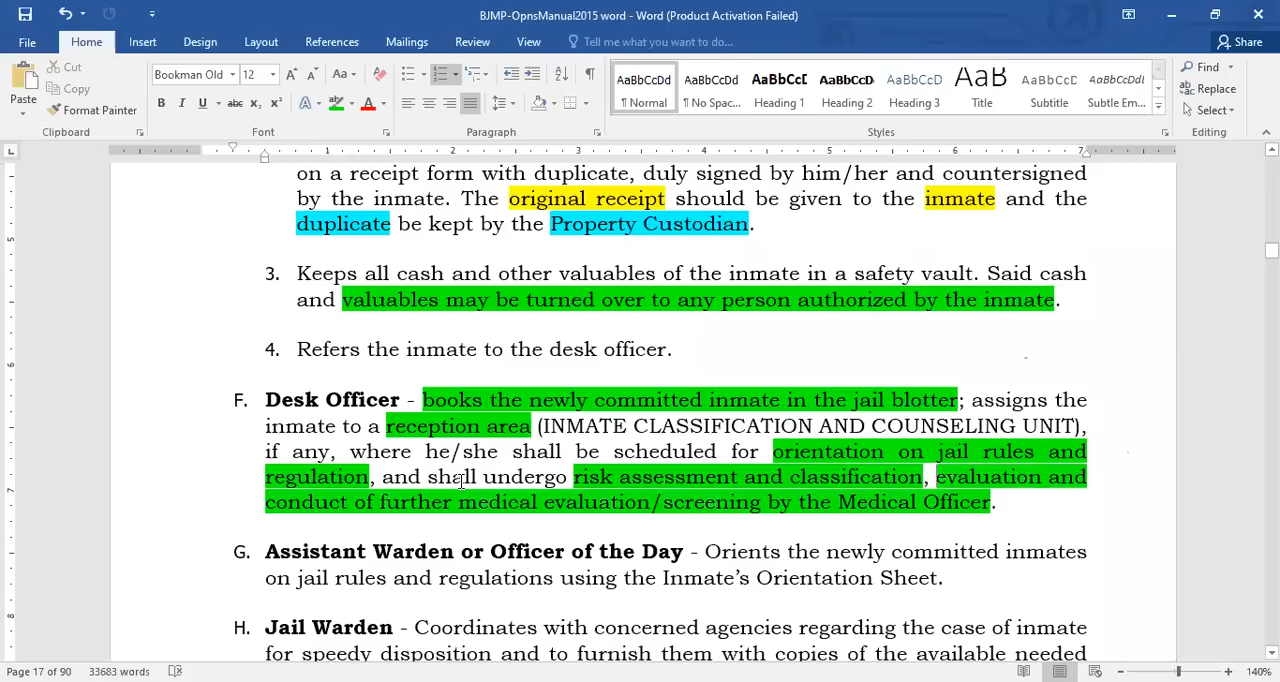 BJMP-OpnsManual2015 word - Word (Product Activation Failed)
File Home Insert Design Layout References Mailings Review View Tell me what you want to do... Share
Paste Cut Copy Format Painter
Clipboard
Bookman Old 12
Font
Paragraph
AaBbCcDd ¶ Normal
AaBbCcDd ¶ No Spac...
AaBbCcI Heading 1
AaBbCcD Heading 2
AaBbCcD Heading 3
AaB Title
AaBbCcD Subtitle
AaBbCcDdI Subtle Em...
Styles
Find
Replace
Select
Editing
1 2 3 4 5 6 7
on a receipt form with duplicate, duly signed by him/her and countersigned
by the inmate. The original receipt should be given to the inmate and the
duplicate be kept by the Property Custodian.
3. Keeps all cash and other valuables of the inmate in a safety vault. Said cash
and valuables may be turned over to any person authorized by the inmate.
4. Refers the inmate to the desk officer.
F. Desk Officer - books the newly committed inmate in the jail blotter; assigns the
inmate to a reception area (INMATE CLASSIFICATION AND COUNSELING UNIT),
if any, where he/she shall be scheduled for orientation on jail rules and
regulation, and shall undergo risk assessment and classification, evaluation and
conduct of further medical evaluation/screening by the Medical Officer.
G. Assistant Warden or Officer of the Day - Orients the newly committed inmates
on jail rules and regulations using the Inmate's Orientation Sheet.
H. Jail Warden - Coordinates with concerned agencies regarding the case of inmate
for speedy disposition and to furnish them with copies of the available needed
Page 17 of 90 33683 words 140%